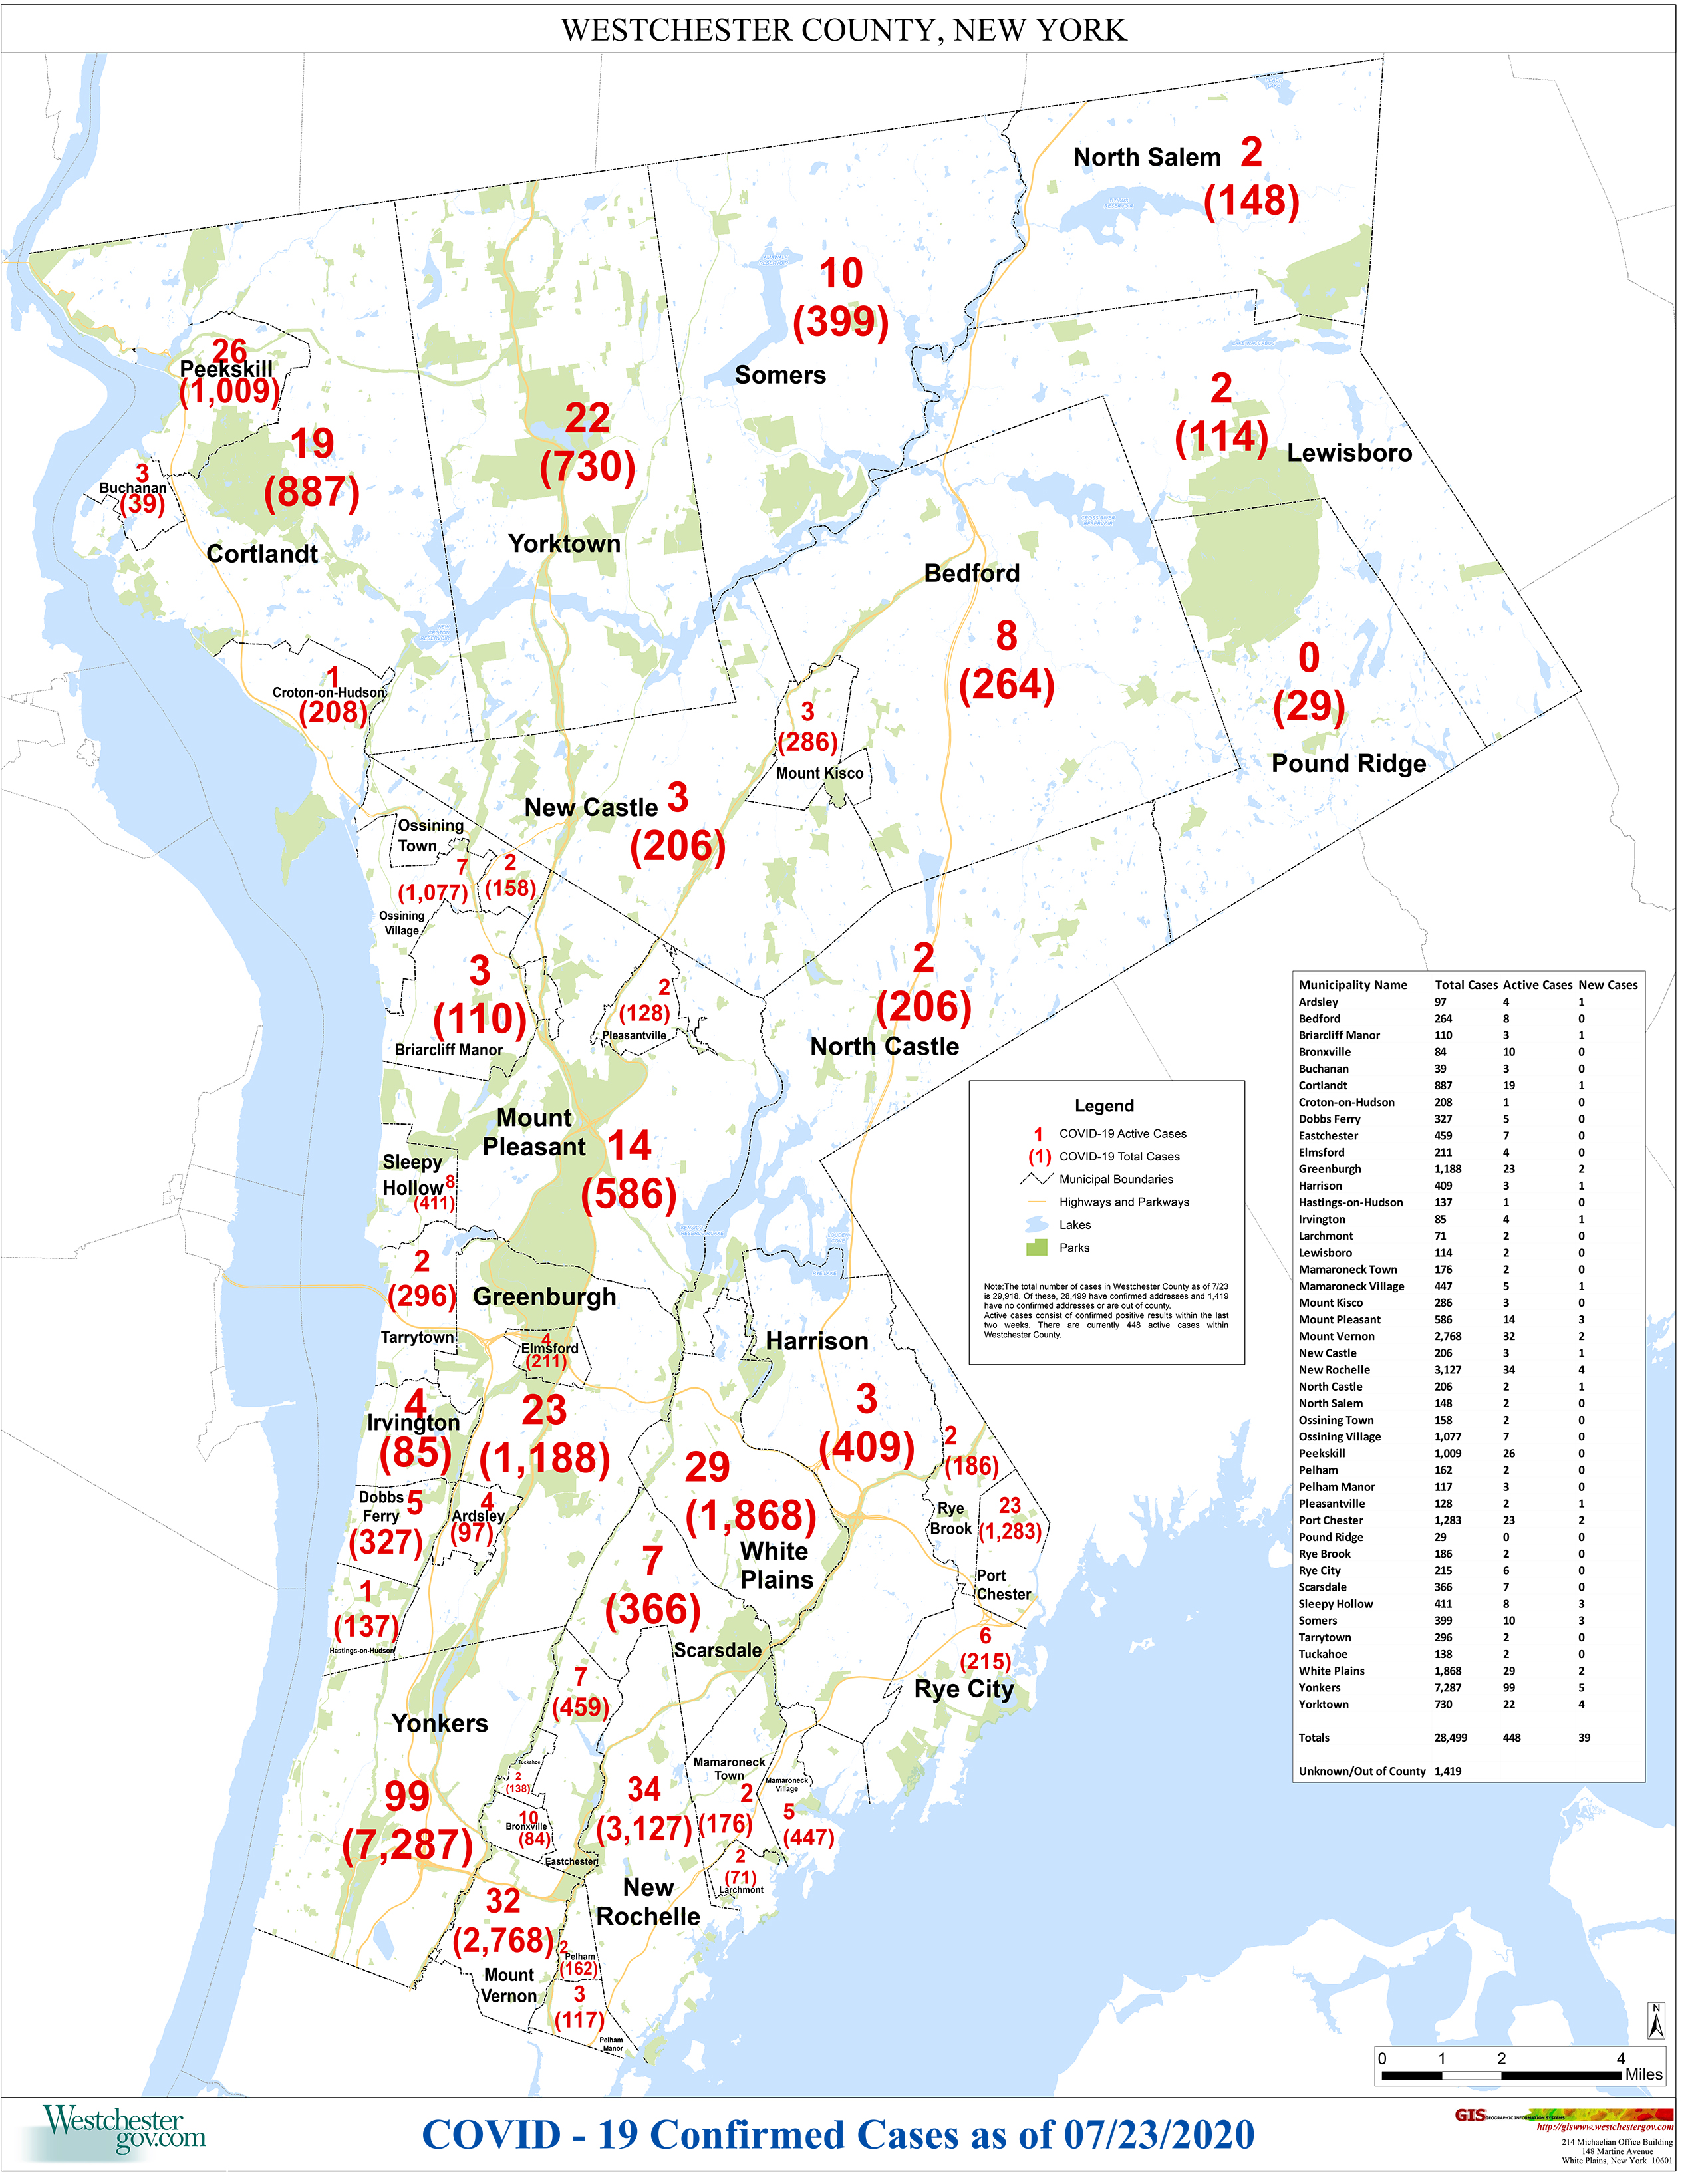 WESTCHESTER COUNTY, NEW YORK
North Salem 2
(148)
10
(399)
Somers
26
Peekskill
(1,009)
19
(887)
Cortlandt
3
Buchanan
(39)
22
(730)
Yorktown
2
(114)
Lewisboro
Bedford
8
(264)
0
(29)
Pound Ridge
1
Croton-on-Hudson
(208)
3
(286)
Mount Kisco
New Castle 3
(206)
Ossining
Town
7
(1,077)
2
(158)
Ossining
Village
3
(110)
Briarcliff Manor
2
(128)
Pleasantville
2
(206)
North Castle
Mount
Pleasant
14
(586)
Sleepy
Hollow 8
(411)
2
(296)
Tarrytown
Greenburgh
4
Elmsford
(211)
Harrison
3
(409)
4
Irvington
(85)
23
(1,188)
29
(1,868)
White
Plains
2
(186)
Rye
Brook
23
(1,283)
Port
Chester
Dobbs 5
Ferry
(327)
4
Ardsley
(97)
7
(366)
Scarsdale
1
(137)
Hastings-on-Hudson
6
(215)
Rye City
7
(459)
Yonkers
99
(7,287)
Tuckahoe
2
(138)
10
Bronxville
(84)
Eastchester
34
(3,127)
New
Rochelle
Mamaroneck
Town
2
(176)
Mamaroneck
Village
5
(447)
2
(71)
Larchmont
32
(2,768)
Mount
Vernon
2
Pelham
(162)
3
(117)
Pelham
Manor
Legend
1 COVID-19 Active Cases
(1) COVID-19 Total Cases
Municipal Boundaries
Highways and Parkways
Lakes
Parks
Note:The total number of cases in Westchester County as of 7/23
is 29,918. Of these, 28,499 have confirmed addresses and 1,419
have no confirmed addresses or are out of county.
Active cases consist of confirmed positive results within the last
two weeks. There are currently 448 active cases within
Westchester County.
Municipality Name Total Cases Active Cases New Cases
Ardsley 97 4 1
Bedford 264 8 0
Briarcliff Manor 110 3 1
Bronxville 84 10 0
Buchanan 39 3 0
Cortlandt 887 19 1
Croton-on-Hudson 208 1 0
Dobbs Ferry 327 5 0
Eastchester 459 7 0
Elmsford 211 4 0
Greenburgh 1,188 23 2
Harrison 409 3 1
Hastings-on-Hudson 137 1 0
Irvington 85 4 1
Larchmont 71 2 0
Lewisboro 114 2 0
Mamaroneck Town 176 2 0
Mamaroneck Village 447 5 1
Mount Kisco 286 3 0
Mount Pleasant 586 14 3
Mount Vernon 2,768 32 2
New Castle 206 3 1
New Rochelle 3,127 34 4
North Castle 206 2 1
North Salem 148 2 0
Ossining Town 158 2 0
Ossining Village 1,077 7 0
Peekskill 1,009 26 0
Pelham 162 2 0
Pelham Manor 117 3 0
Pleasantville 128 2 1
Port Chester 1,283 23 2
Pound Ridge 29 0 0
Rye Brook 186 2 0
Rye City 215 6 0
Scarsdale 366 7 0
Sleepy Hollow 411 8 3
Somers 399 10 3
Tarrytown 296 2 0
Tuckahoe 138 2 0
White Plains 1,868 29 2
Yonkers 7,287 99 5
Yorktown 730 22 4
Totals 28,499 448 39
Unknown/Out of County 1,419
N
0 1 2 4
Miles
Westchester
gov.com
COVID - 19 Confirmed Cases as of 07/23/2020
GIS GEOGRAPHIC INFORMATION SYSTEMS
http://giswww.westchestergov.com
214 Michaelian Office Building
148 Martine Avenue
White Plains, New York 10601